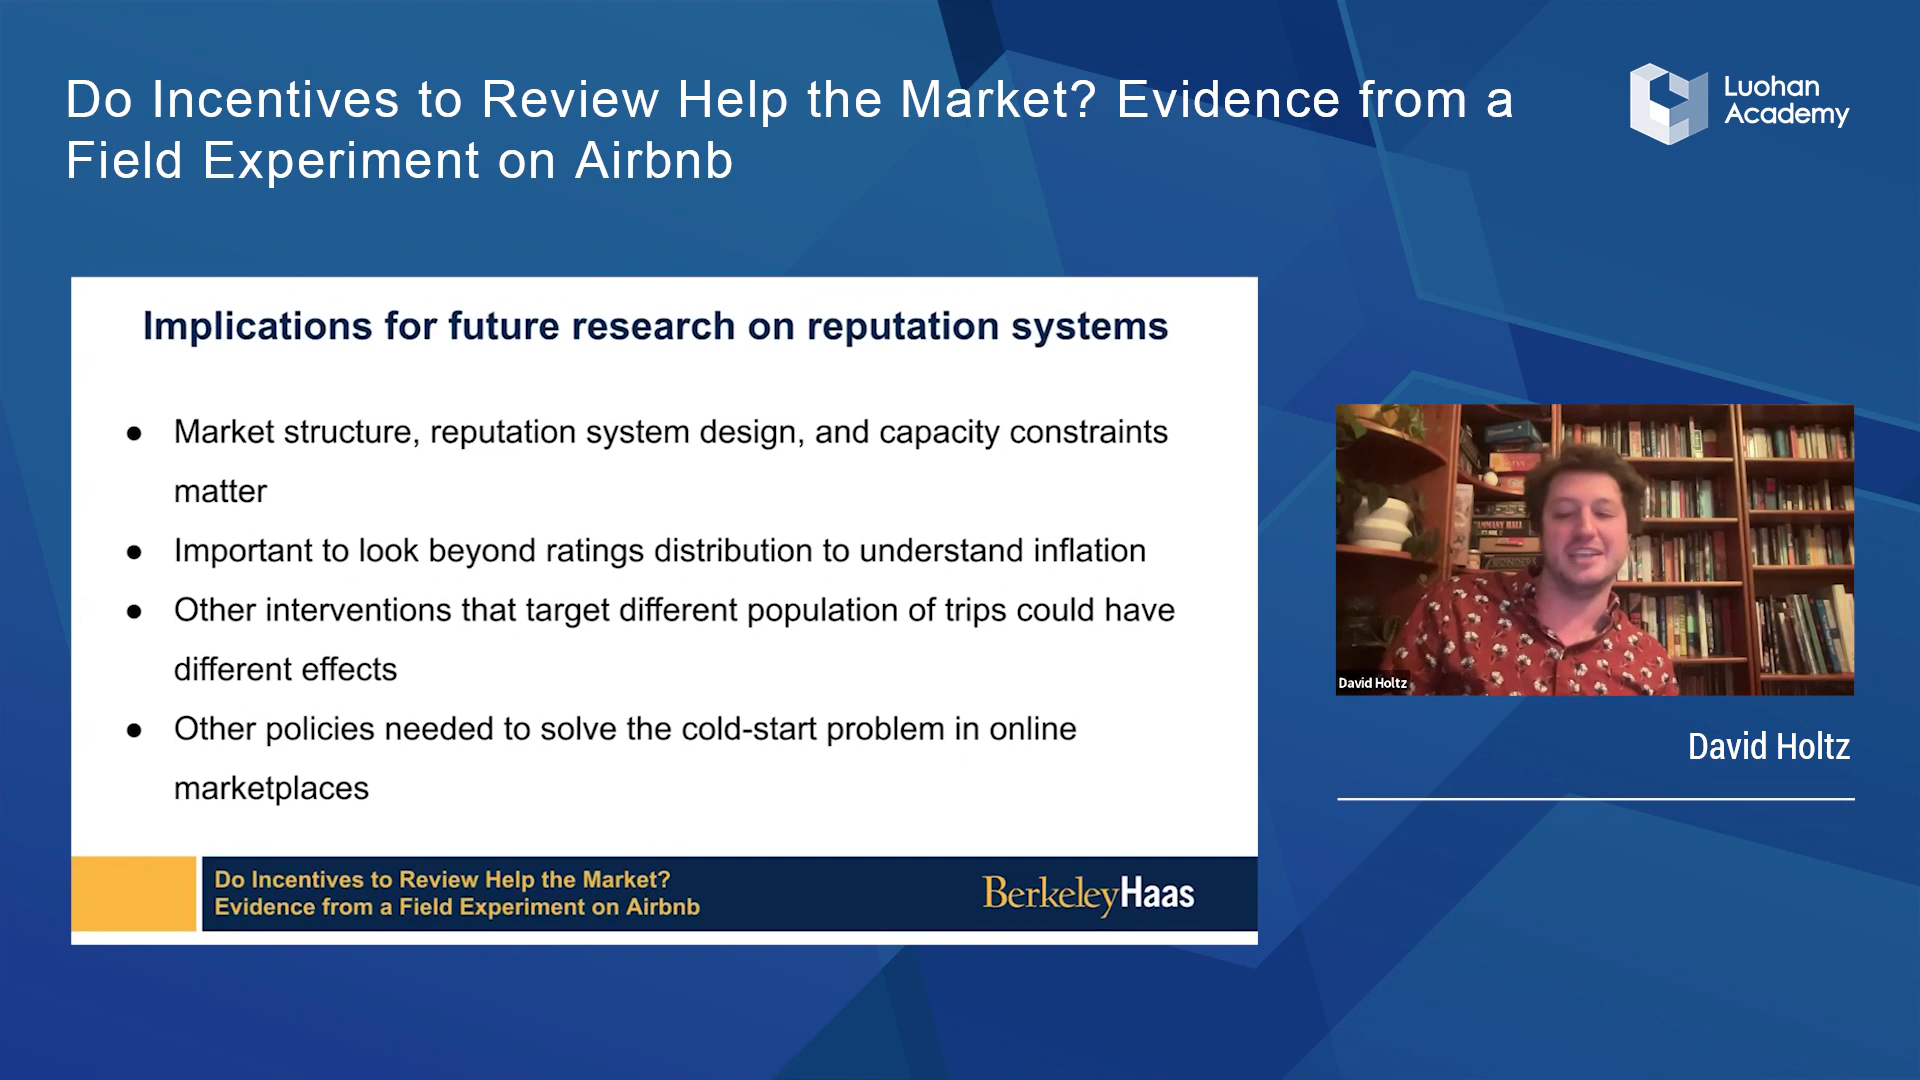 Do Incentives to Review Help the Market? Evidence from a
Field Experiment on Airbnb
Luohan
Academy
Implications for future research on reputation systems
● Market structure, reputation system design, and capacity constraints
matter
● Important to look beyond ratings distribution to understand inflation
● Other interventions that target different population of trips could have
different effects
● Other policies needed to solve the cold-start problem in online
marketplaces
Do Incentives to Review Help the Market?
Evidence from a Field Experiment on Airbnb
BerkeleyHaas
TAMMANY HALL
David Holtz
David Holtz